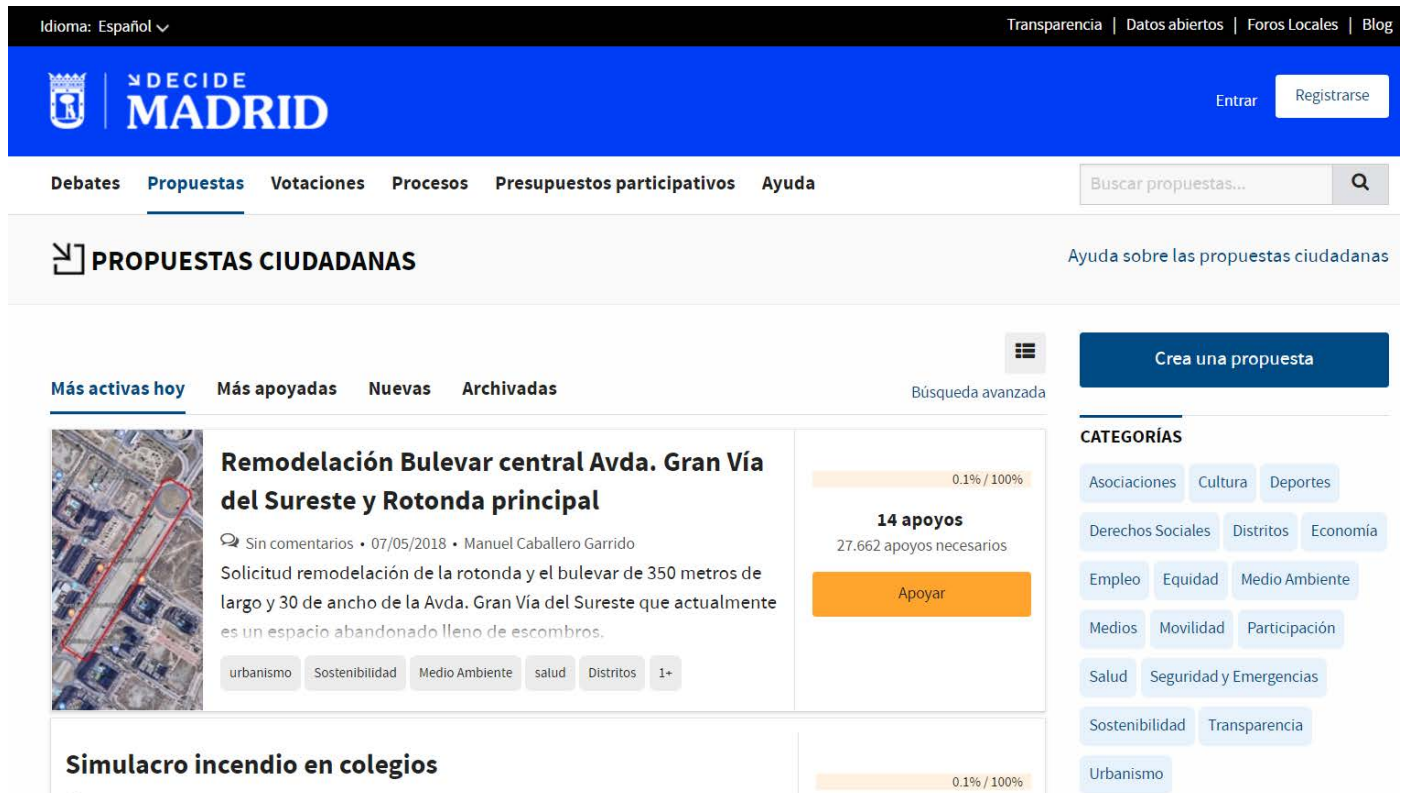 Idioma: Español
Transparencia | Datos abiertos | Foros Locales | Blog
DECIDE
MADRID
Entrar
Registrarse
Debates Propuestas Votaciones Procesos Presupuestos participativos Ayuda
Buscar propuestas...
PROPUESTAS CIUDADANAS
Ayuda sobre las propuestas ciudadanas
Más activas hoy Más apoyadas Nuevas Archivadas
Búsqueda avanzada
Remodelación Bulevar central Avda. Gran Vía
del Sureste y Rotonda principal
Sin comentarios • 07/05/2018 • Manuel Caballero Garrido
Solicitud remodelación de la rotonda y el bulevar de 350 metros de
largo y 30 de ancho de la Avda. Gran Vía del Sureste que actualmente
es un espacio abandonado lleno de escombros.
urbanismo Sostenibilidad Medio Ambiente salud Distritos 1+
0.1% / 100%
14 apoyos
27.662 apoyos necesarios
Apoyar
Simulacro incendio en colegios
0.1% / 100%
Crea una propuesta
CATEGORÍAS
Asociaciones Cultura Deportes
Derechos Sociales Distritos Economía
Empleo Equidad Medio Ambiente
Medios Movilidad Participación
Salud Seguridad y Emergencias
Sostenibilidad Transparencia
Urbanismo